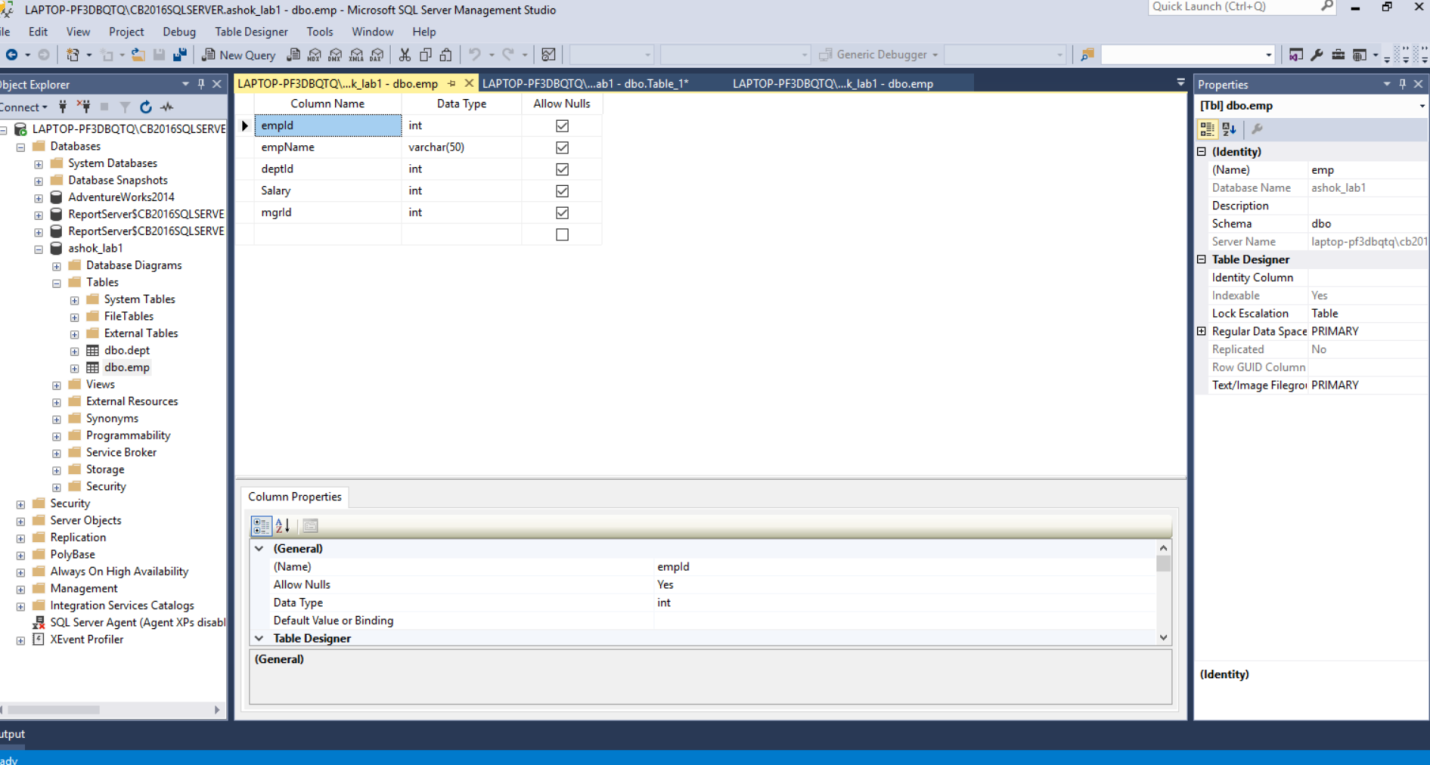 LAPTOP-PF3DBQTQ\CB2016SQLSERVER.ashok_lab1 - dbo.emp - Microsoft SQL Server Management Studio
Quick Launch (Ctrl+Q)
ile Edit View Project Debug Table Designer Tools Window Help
New Query
Generic Debugger
bject Explorer
onnect
LAPTOP-PF3DBQTQ\CB2016SQLSERVE
Databases
System Databases
Database Snapshots
AdventureWorks2014
ReportServer$CB2016SQLSERVE
ReportServer$CB2016SQLSERVE
ashok_lab1
Database Diagrams
Tables
System Tables
FileTables
External Tables
dbo.dept
dbo.emp
Views
External Resources
Synonyms
Programmability
Service Broker
Storage
Security
Security
Server Objects
Replication
PolyBase
Always On High Availability
Management
Integration Services Catalogs
SQL Server Agent (Agent XPs disabl
XEvent Profiler
LAPTOP-PF3DBQTQ\...k_lab1 - dbo.emp LAPTOP-PF3DBQTQ\...ab1 - dbo.Table_1* LAPTOP-PF3DBQTQ\...k_lab1 - dbo.emp
Column Name Data Type Allow Nulls
empId int
empName varchar(50)
deptId int
Salary int
mgrId int
Column Properties
(General)
(Name) empId
Allow Nulls Yes
Data Type int
Default Value or Binding
Table Designer
(General)
Properties
[Tbl] dbo.emp
(Identity)
(Name) emp
Database Name ashok_lab1
Description
Schema dbo
Server Name laptop-pf3dbqtq\cb201
Table Designer
Identity Column
Indexable Yes
Lock Escalation Table
Regular Data Space PRIMARY
Replicated No
Row GUID Column
Text/Image Filegrou PRIMARY
(Identity)
utput
ady